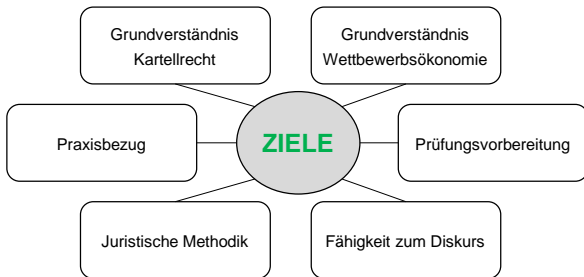 Grundverständnis
Kartellrecht
Grundverständnis
Wettbewerbsökonomie
Praxisbezug
ZIELE
Prüfungsvorbereitung
Juristische Methodik
Fähigkeit zum Diskurs